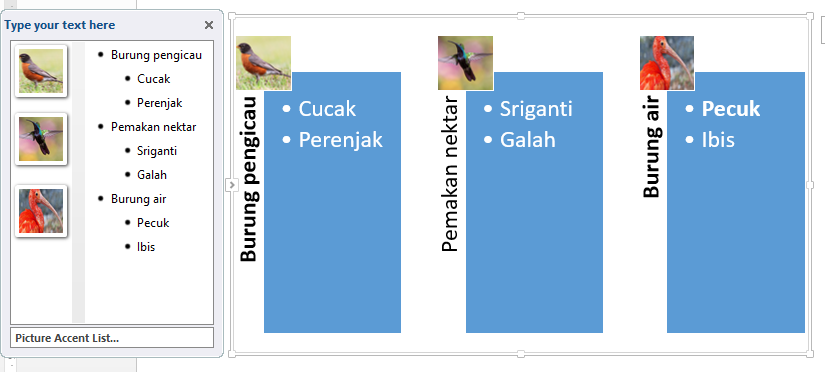 Type your text here
Burung pengicau
Cucak
Perenjak
Pemakan nektar
Sriganti
Galah
Burung air
Pecuk
Ibis
Picture Accent List...
Burung pengicau
• Cucak
• Perenjak
Pemakan nektar
• Sriganti
• Galah
Burung air
• Pecuk
• Ibis